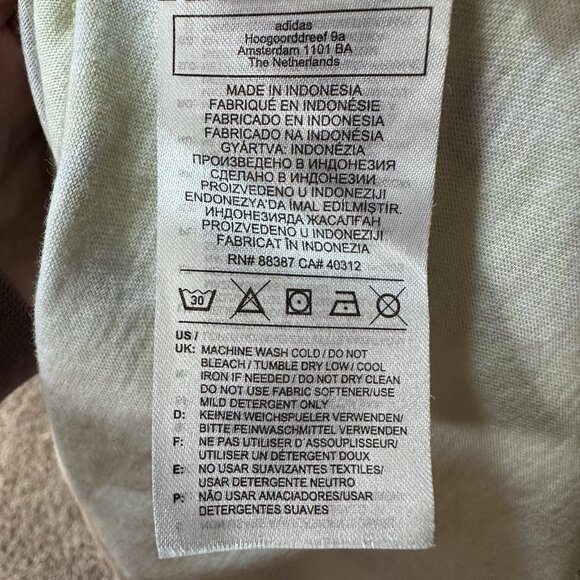 adidas
Hoogoorddreef 9a
Amsterdam 1101 BA
The Netherlands
MADE IN INDONESIA
FABRIQUÉ EN INDONÉSIE
FABRICADO EN INDONESIA
FABRICADO NA INDONÉSIA
GYÁRTVA: INDONÉZIA
ПРОИЗВЕДЕНО В ИНДОНЕЗИЯ
СДЕЛАНО В ИНДОНЕЗИИ
PROIZVEDENO U INDONEZIJI
ENDONEZYA'DA İMAL EDİLMİŞTİR.
ИНДОНЕЗИЯДА ЖАСАЛҒАН
PROIZVEDENO U INDONEZIJI
FABRICAT ÎN INDONEZIA
RN# 88387 CA# 40312
30
US /
UK: MACHINE WASH COLD / DO NOT
BLEACH / TUMBLE DRY LOW / COOL
IRON IF NEEDED / DO NOT DRY CLEAN
DO NOT USE FABRIC SOFTENER/USE
MILD DETERGENT ONLY
D: KEINEN WEICHSPUELER VERWENDEN/
BITTE FEINWASCHMITTEL VERWENDEN
F: NE PAS UTILISER D'ASSOUPLISSEUR/
UTILISER UN DÉTERGENT DOUX
E: NO USAR SUAVIZANTES TEXTILES/
USAR DETERGENTE NEUTRO
P: NÃO USAR AMACIADORES/USAR
DETERGENTES SUAVES